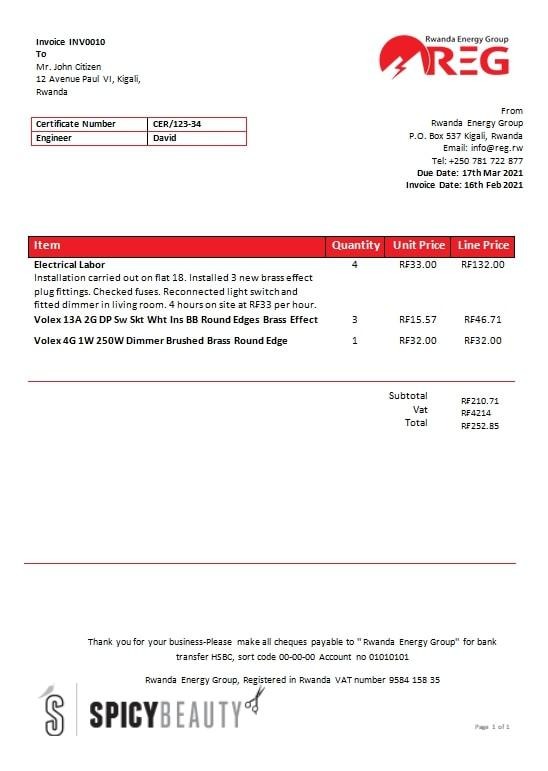 Invoice INV0010
To
Mr. John Citizen
12 Avenue Paul VI, Kigali,
Rwanda
Rwanda Energy Group
REG
Certificate Number CER/123-34
Engineer David
From
Rwanda Energy Group
P.O. Box 537 Kigali, Rwanda
Email: info@reg.rw
Tel: +250 781 722 877
Due Date: 17th Mar 2021
Invoice Date: 16th Feb 2021
Item Quantity Unit Price Line Price
Electrical Labor 4 RF33.00 RF132.00
Installation carried out on flat 18. Installed 3 new brass effect
plug fittings. Checked fuses. Reconnected light switch and
fitted dimmer in living room. 4 hours on site at RF33 per hour.
Volex 13A 2G DP Sw Skt Wht Ins BB Round Edges Brass Effect 3 RF15.57 RF46.71
Volex 4G 1W 250W Dimmer Brushed Brass Round Edge 1 RF32.00 RF32.00
Subtotal RF210.71
Vat RF4214
Total RF252.85
Thank you for your business-Please make all cheques payable to "Rwanda Energy Group" for bank
transfer HSBC, sort code 00-00-00 Account no 01010101
Rwanda Energy Group, Registered in Rwanda VAT number 9584 158 35
S SPICYBEAUTY
Page 1 of 1